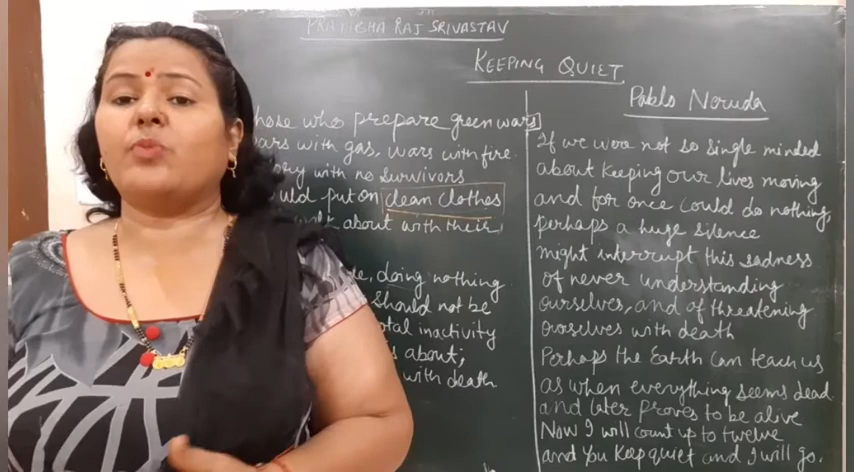 PRATIBHA RAJ SRIVASTAV
KEEPING QUIET
Pablo Neruda
hose who prepare green wars
ars with gas, wars with fire
ory with no survivors
uld put on clean clothes
about with their
doing nothing
should not be
otal inactivity
s about;
with death
If we were not so single minded
about keeping our lives moving
and for once could do nothing,
perhaps a huge silence
might interrupt this sadness
of never understanding
ourselves, and of threatening
ourselves with death
Perhaps the Earth can teach us
as when everything seems dead
and later proves to be alive
Now I will count up to twelve
and you keep quiet and I will go.